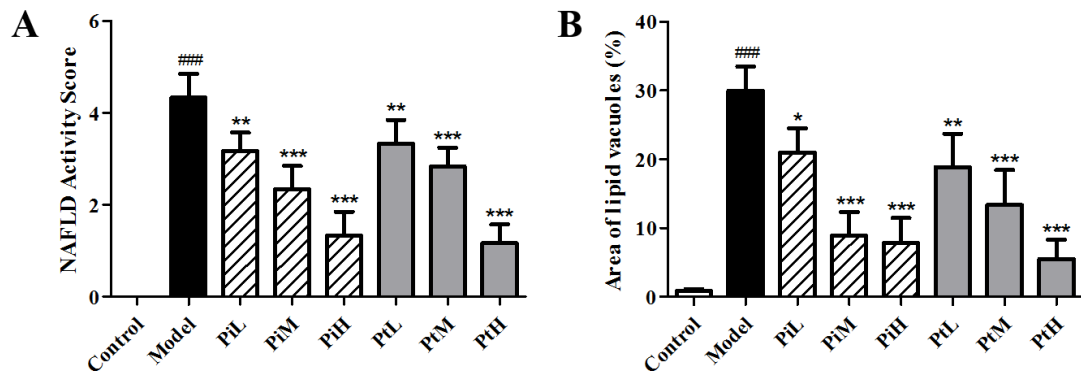 A
NAFLD Activity Score
6
4
2
0
###
**
***
***
**
***
***
Control
Model
PiL
PiM
PiH
PtL
PtM
PtH
B
Area of lipid vacuoles (%)
40
30
20
10
0
###
*
***
***
**
***
***
Control
Model
PiL
PiM
PiH
PtL
PtM
PtH